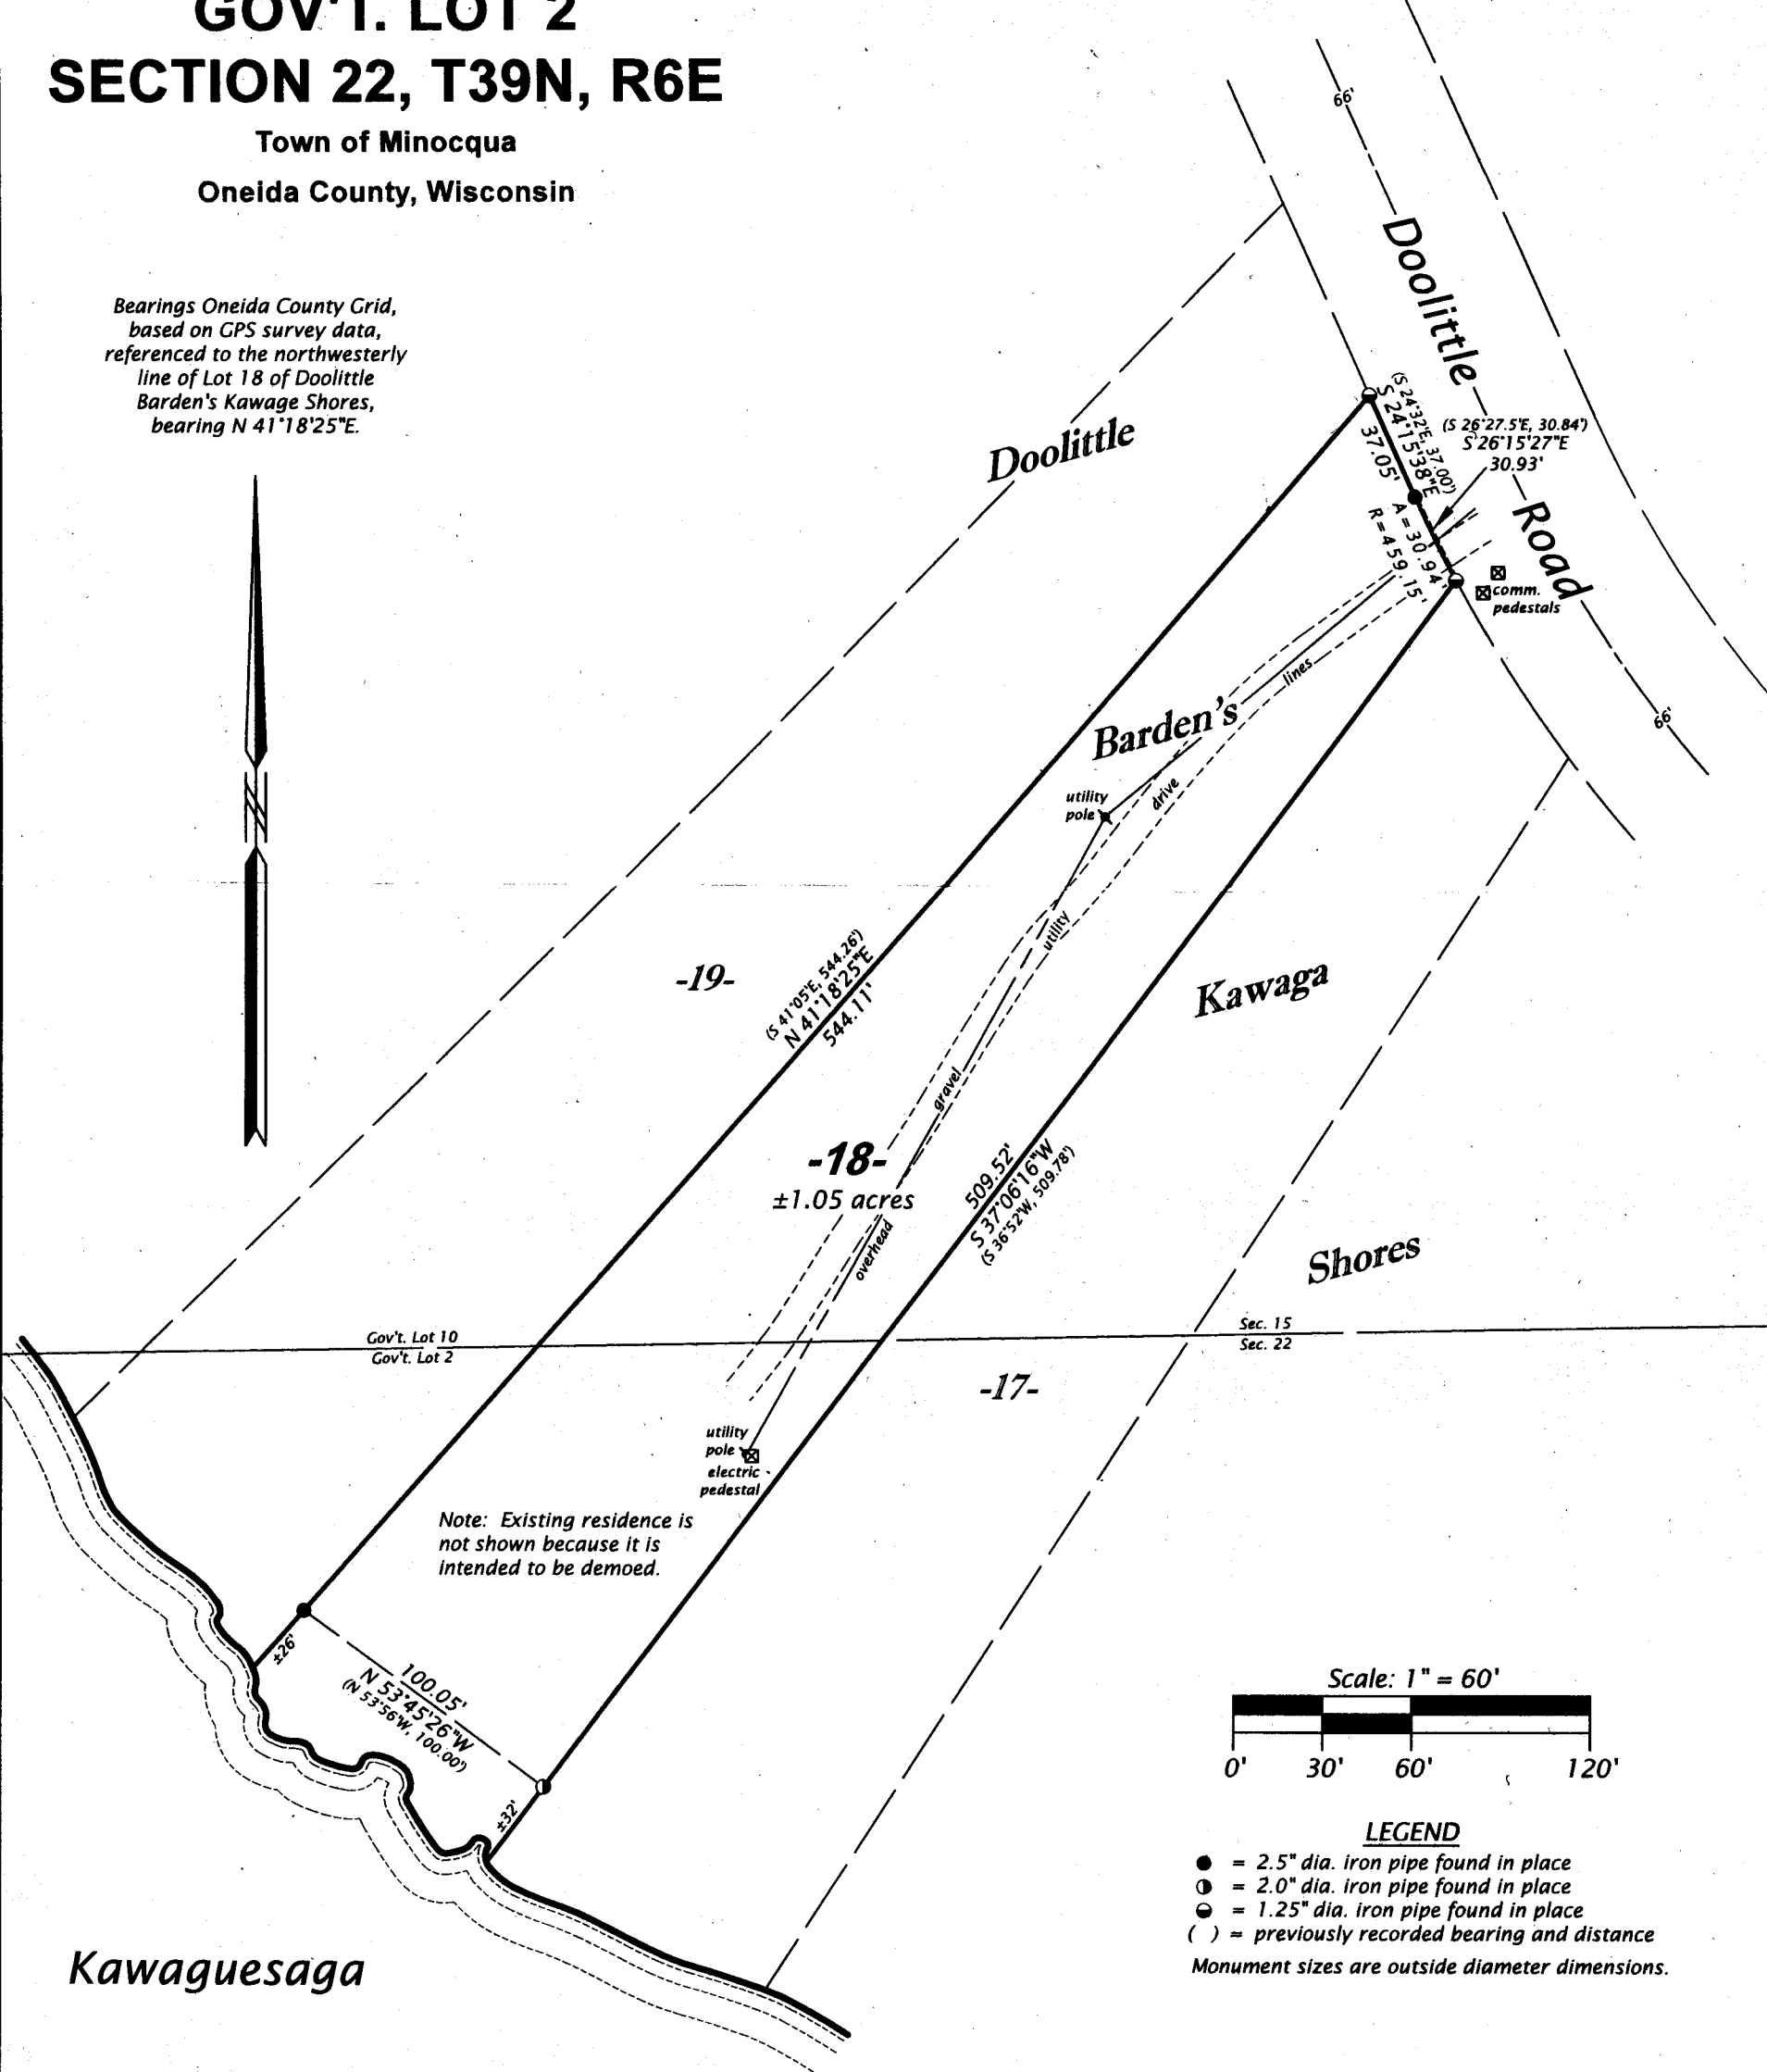 GOV'T. LOT 2
SECTION 22, T39N, R6E
Town of Minocqua
Oneida County, Wisconsin
Bearings Oneida County Grid,
based on GPS survey data,
referenced to the northwesterly
line of Lot 18 of Doolittle
Barden's Kawage Shores,
bearing N 41°18'25"E.
66'
Doolittle
Road
66'
(S 24°32'E, 37.00')
S 24°15'38"E
37.05'
(S 26°27.5'E, 30.84')
S 26°15'27"E
30.93'
A = 30.94'
R = 459.15'
comm.
pedestals
Doolittle
Barden's
Kawaga
Shores
lines
drive
utility
pole
utility
gravel
overhead
-19-
(S 41°05'E, 544.26')
N 41°18'25"E
544.11'
-18-
±1.05 acres
509.52'
S 37°06'16"W
(S 36°52'W, 509.78')
Gov't. Lot 10
Gov't. Lot 2
Sec. 15
Sec. 22
-17-
utility
pole
electric
pedestal
Note: Existing residence is
not shown because it is
intended to be demoed.
±26'
100.05'
N 53°45'26"W
(N 53°56'W, 100.00')
±32'
Scale: 1" = 60'
0' 30' 60' 120'
LEGEND
= 2.5" dia. iron pipe found in place
= 2.0" dia. iron pipe found in place
= 1.25" dia. iron pipe found in place
( ) = previously recorded bearing and distance
Monument sizes are outside diameter dimensions.
Kawaguesaga